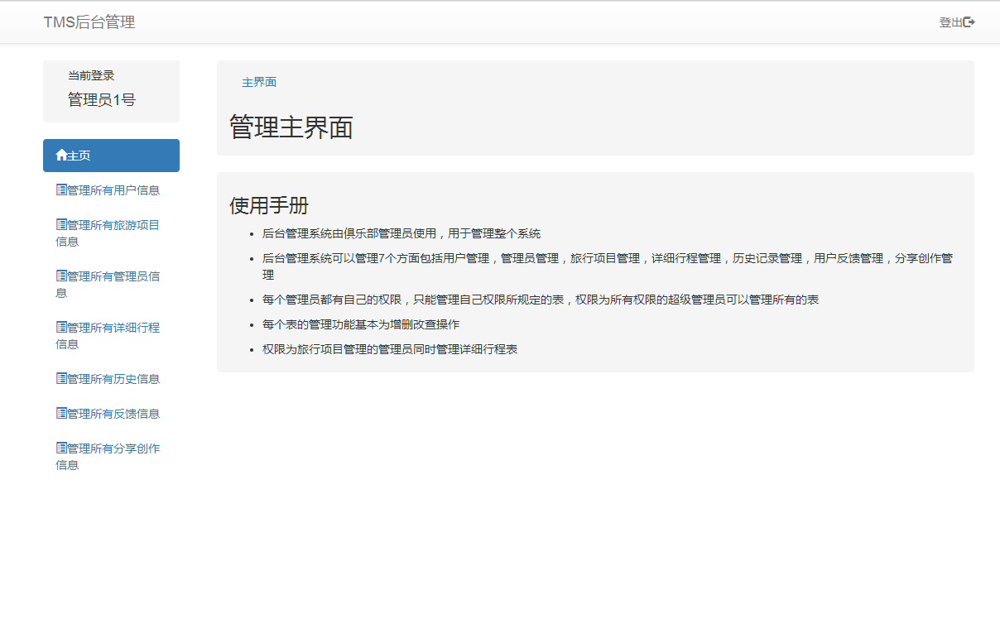 TMS后台管理
登出
当前登录
管理员1号
主页
管理所有用户信息
管理所有旅游项目
信息
管理所有管理员信
息
管理所有详细行程
信息
管理所有历史信息
管理所有反馈信息
管理所有分享创作
信息
主界面
管理主界面
使用手册
后台管理系统由俱乐部管理员使用，用于管理整个系统
后台管理系统可以管理7个方面包括用户管理，管理员管理，旅行项目管理，详细行程管理，历史记录管理，用户反馈管理，分享创作管
理
每个管理员都有自己的权限，只能管理自己权限所规定的表，权限为所有权限的超级管理员可以管理所有的表
每个表的管理功能基本为增删改查操作
权限为旅行项目管理的管理员同时管理详细行程表